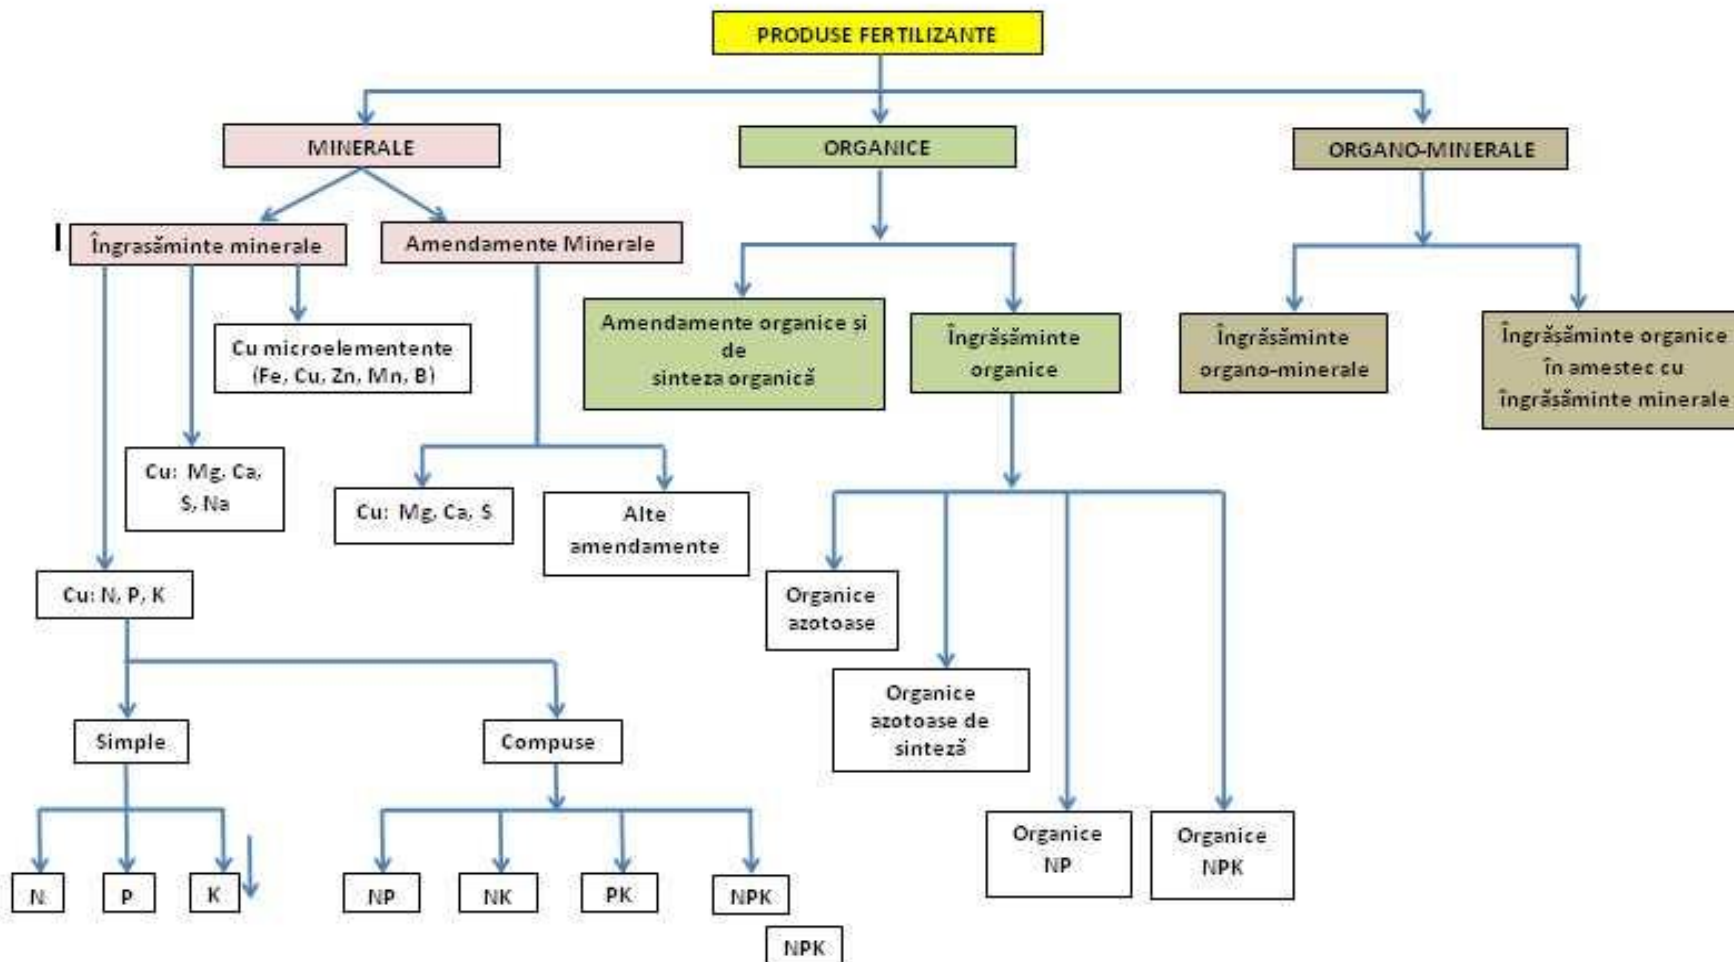 PRODUSE FERTILIZANTE
MINERALE
ORGANICE
ORGANO-MINERALE
Îngrasăminte minerale
Amendamente Minerale
Cu microelementente
(Fe, Cu, Zn, Mn, B)
Amendamente organice si
de
sinteza organică
Îngrăsăminte
organice
Îngrăsăminte
organo-minerale
Îngrăsăminte organice
în amestec cu
îngrăsăminte minerale
Cu: Mg, Ca,
S, Na
Cu: Mg, Ca, S
Alte
amendamente
Cu: N, P, K
Organice
azotoase
Organice
azotoase de
sinteză
Simple
Compuse
Organice
NP
Organice
NPK
N
P
K
NP
NK
PK
NPK
NPK